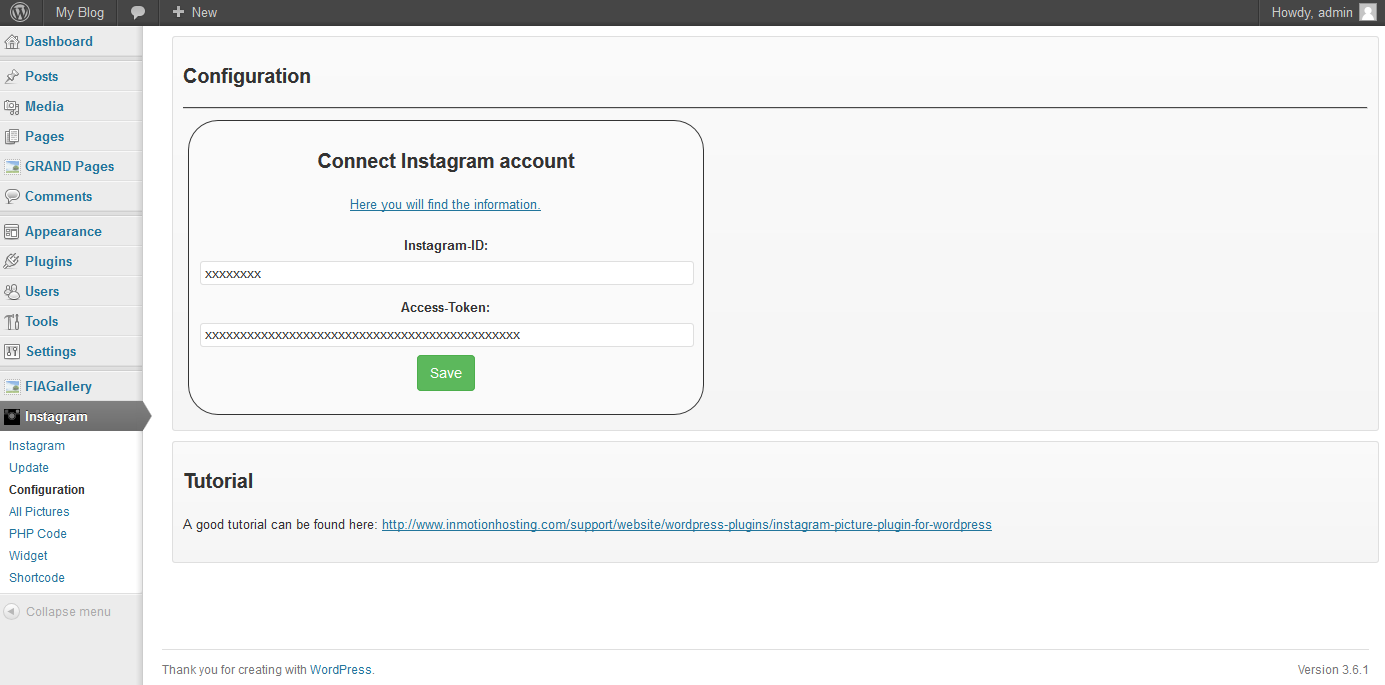 My Blog
New
Howdy, admin
Dashboard
Posts
Media
Pages
GRAND Pages
Comments
Appearance
Plugins
Users
Tools
Settings
FIAGallery
Instagram
Instagram
Update
Configuration
All Pictures
PHP Code
Widget
Shortcode
Collapse menu
Configuration
Connect Instagram account
Here you will find the information.
Instagram-ID:
xxxxxxxx
Access-Token:
xxxxxxxxxxxxxxxxxxxxxxxxxxxxxxxxxxxxxxxxxxxxx
Save
Tutorial
A good tutorial can be found here: http://www.inmotionhosting.com/support/website/wordpress-plugins/instagram-picture-plugin-for-wordpress
Thank you for creating with WordPress.
Version 3.6.1